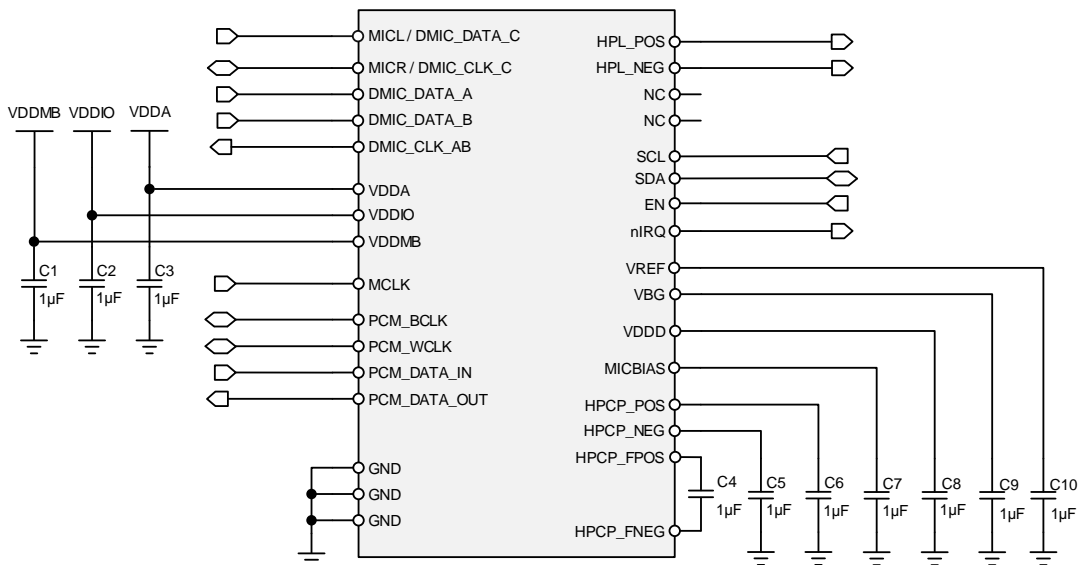 MICL / DMIC_DATA_C
MICR / DMIC_CLK_C
DMIC_DATA_A
DMIC_DATA_B
DMIC_CLK_AB
VDDMB VDDIO VDDA
VDDA
VDDIO
VDDMB
C1 C2 C3
1µF 1µF 1µF
MCLK
PCM_BCLK
PCM_WCLK
PCM_DATA_IN
PCM_DATA_OUT
GND
GND
GND
HPL_POS
HPL_NEG
NC
NC
SCL
SDA
EN
nIRQ
VREF
VBG
VDDD
MICBIAS
HPCP_POS
HPCP_NEG
HPCP_FPOS
HPCP_FNEG
C4 C5 C6 C7 C8 C9 C10
1µF 1µF 1µF 1µF 1µF 1µF 1µF